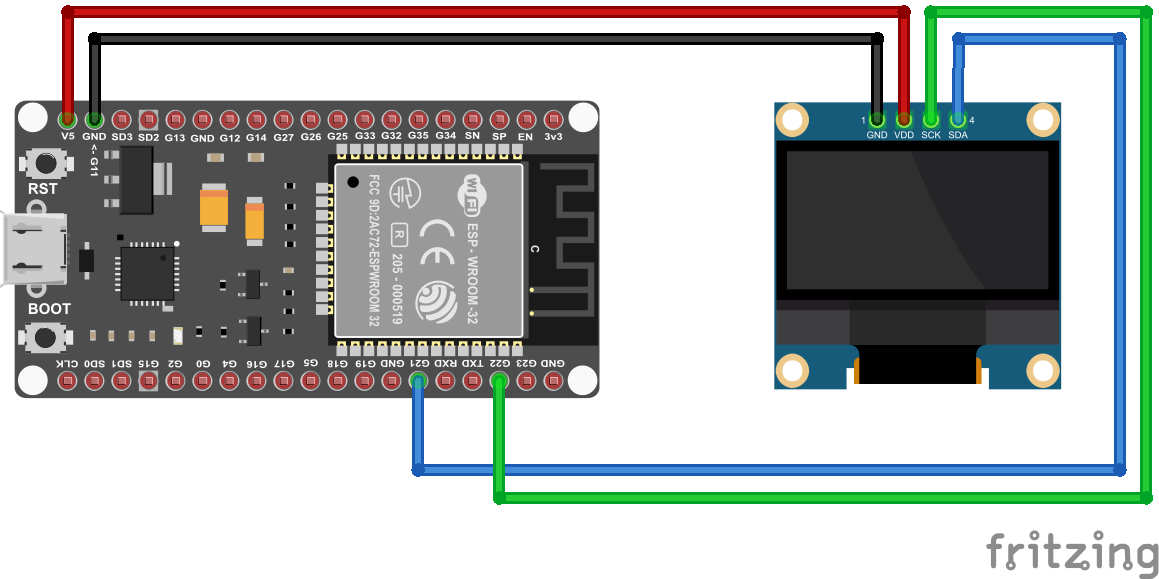 V5 GND SD3 SD2 G13 GND G12 G14 G27 G26 G25 G33 G32 G35 G34 SN SP EN 3v3
<- G11
RST
BOOT
FCC 9D:2AC72-ESPWROOM 32
R
205 - 000519
CE
Wi Fi
ESP - WROOM -32
C
CLK SD0 SD1 G15 G2 G0 G4 G16 G17 G5 G18 G19 GND G21 RXD TXD G22 G23 GND
1 4
GND VDD SCK SDA
fritzing